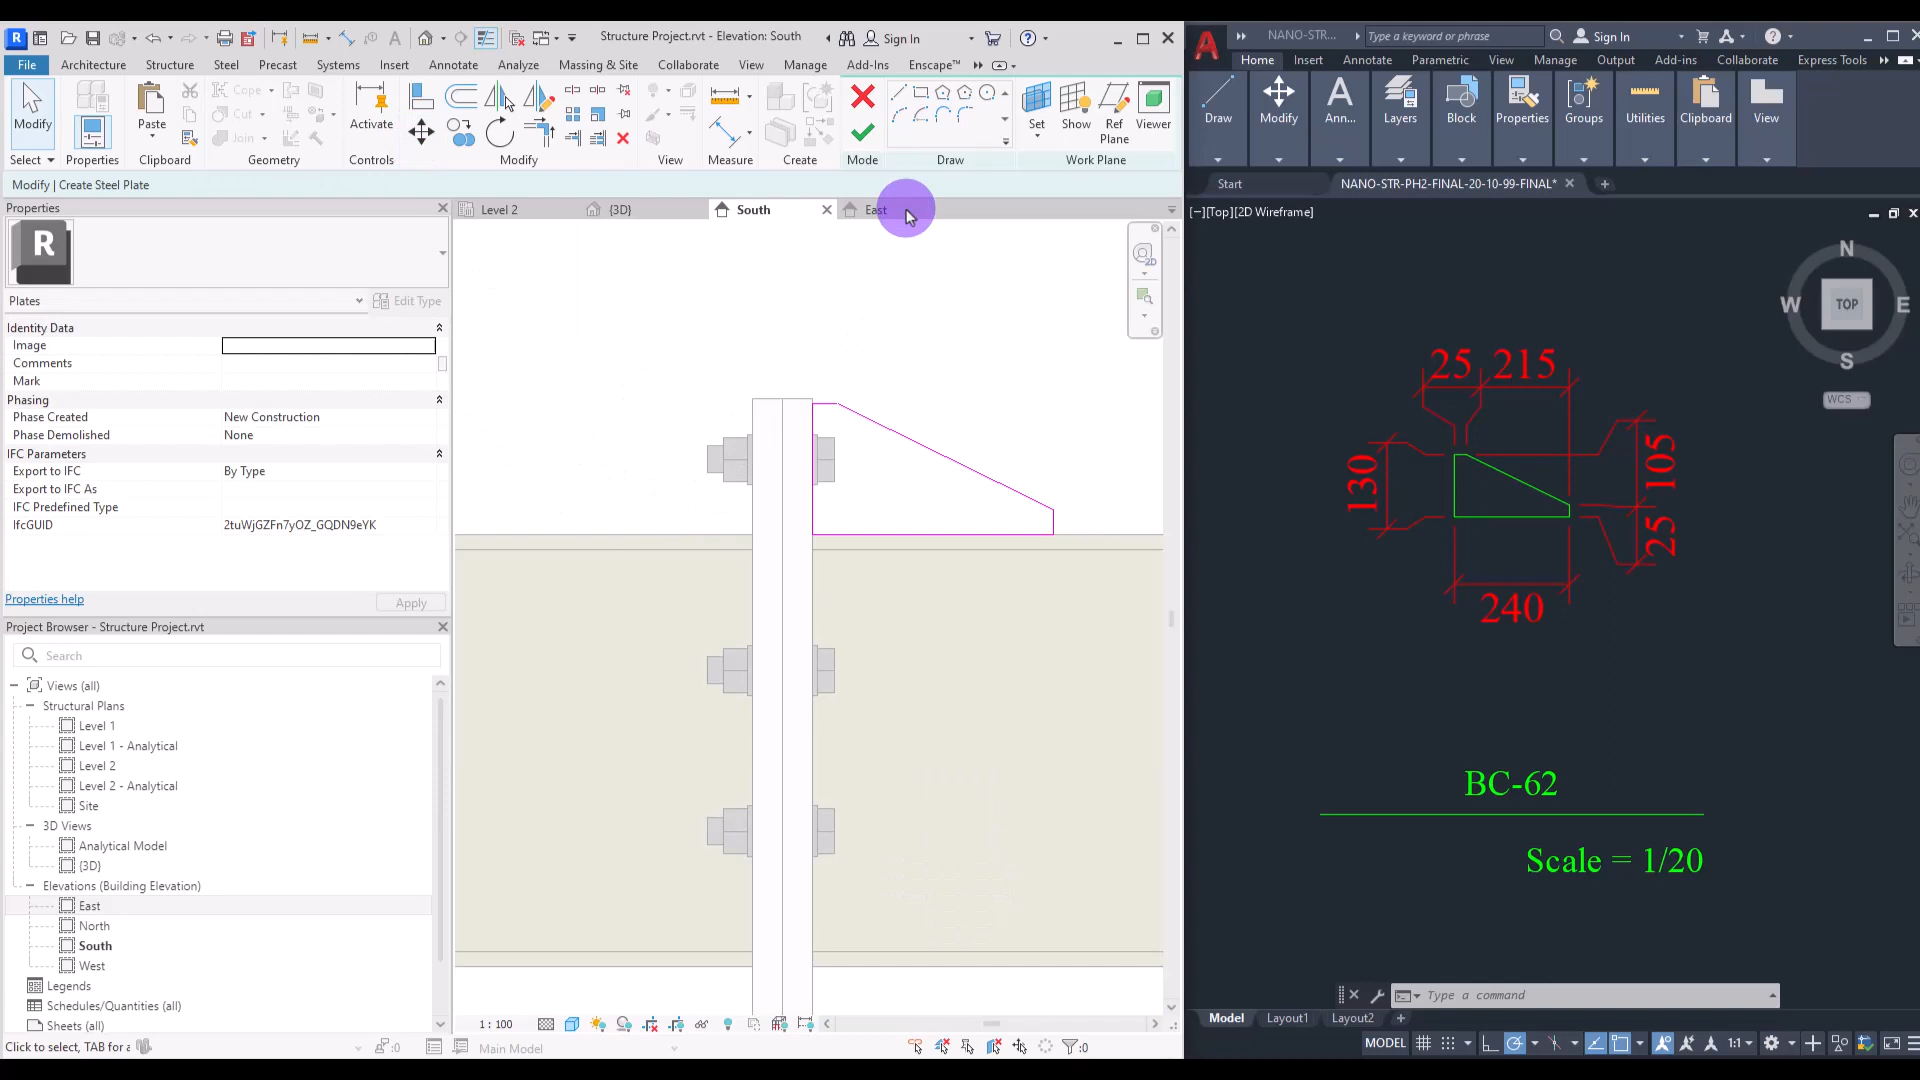 Structure Project.rvt - Elevation: South
Sign In
File Architecture Structure Steel Precast Systems Insert Annotate Analyze Massing & Site Collaborate View Manage Add-Ins Enscape™
Modify
Paste
Cope
Cut
Join
Activate
Set
Show
Ref
Plane
Viewer
Select
Properties
Clipboard
Geometry
Controls
Modify
View
Measure
Create
Mode
Draw
Work Plane
Modify | Create Steel Plate
Properties
R
Plates
Edit Type
Identity Data
Image
Comments
Mark
Phasing
Phase Created New Construction
Phase Demolished None
IFC Parameters
Export to IFC By Type
Export to IFC As
IFC Predefined Type
IfcGUID 2tuWjGZFn7yOZ_GQDN9eYK
Properties help
Apply
Project Browser - Structure Project.rvt
Search
Views (all)
Structural Plans
Level 1
Level 1 - Analytical
Level 2
Level 2 - Analytical
Site
3D Views
Analytical Model
{3D}
Elevations (Building Elevation)
East
North
South
West
Legends
Schedules/Quantities (all)
Sheets (all)
Click to select, TAB for a
Level 2
{3D}
South
East
2D
1 : 100
:0
Main Model
:0
NANO-STR...
Type a keyword or phrase
Sign In
Home Insert Annotate Parametric View Manage Output Add-ins Collaborate Express Tools
Draw
Modify
Ann...
Layers
Block
Properties
Groups
Utilities
Clipboard
View
Start
NANO-STR-PH2-FINAL-20-10-99-FINAL*
[−][Top][2D Wireframe]
N
W
TOP
E
S
WCS
25 215
130
105
25
240
BC-62
Scale = 1/20
Type a command
Model Layout1 Layout2
MODEL
1:1